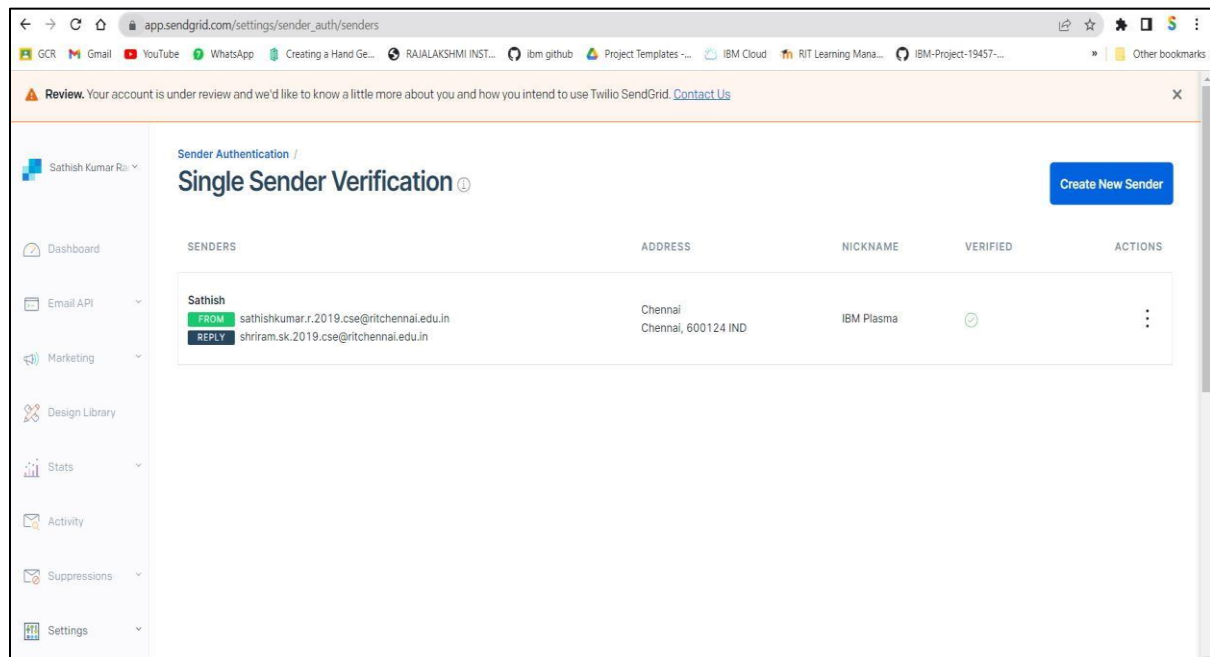 app.sendgrid.com/settings/sender_auth/senders
GCR Gmail YouTube WhatsApp Creating a Hand Ge... RAJALAKSHMI INST... ibm github Project Templates -... IBM Cloud RIT Learning Mana... IBM-Project-19457-... » Other bookmarks
Review. Your account is under review and we'd like to know a little more about you and how you intend to use Twilio SendGrid. Contact Us
Sathish Kumar Ra
Sender Authentication /
Single Sender Verification
Create New Sender
Dashboard
Email API
Marketing
Design Library
Stats
Activity
Suppressions
Settings
SENDERS ADDRESS NICKNAME VERIFIED ACTIONS
Sathish
FROM sathishkumar.r.2019.cse@ritchennai.edu.in
REPLY shriram.sk.2019.cse@ritchennai.edu.in
Chennai
Chennai, 600124 IND
IBM Plasma